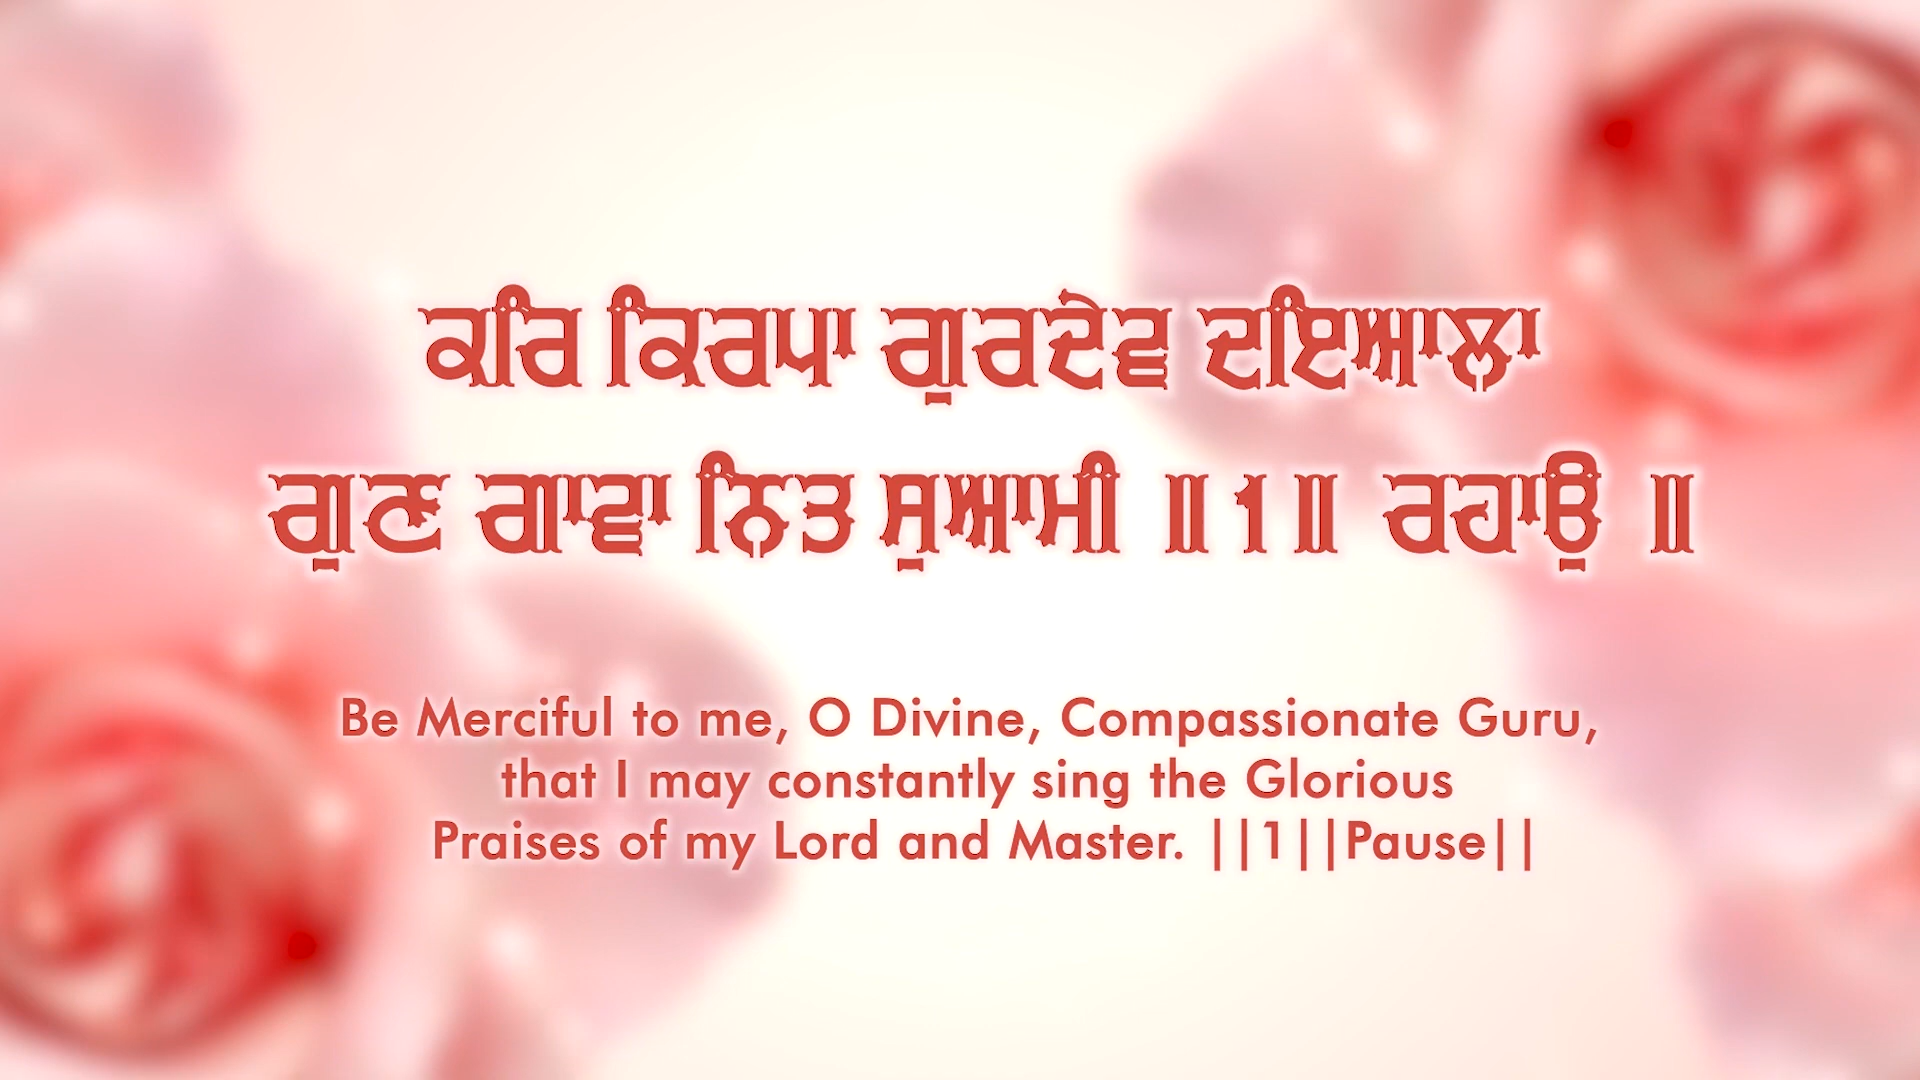 ਕਰਿ ਕਿਰਪਾ ਗੁਰਦੇਵ ਦਇਆਲਾ
ਗੁਣ ਗਾਵਾ ਨਿਤ ਸੁਆਮੀ ॥1॥ ਰਹਾਉ ॥
Be Merciful to me, O Divine, Compassionate Guru,
that I may constantly sing the Glorious
Praises of my Lord and Master. ||1||Pause||